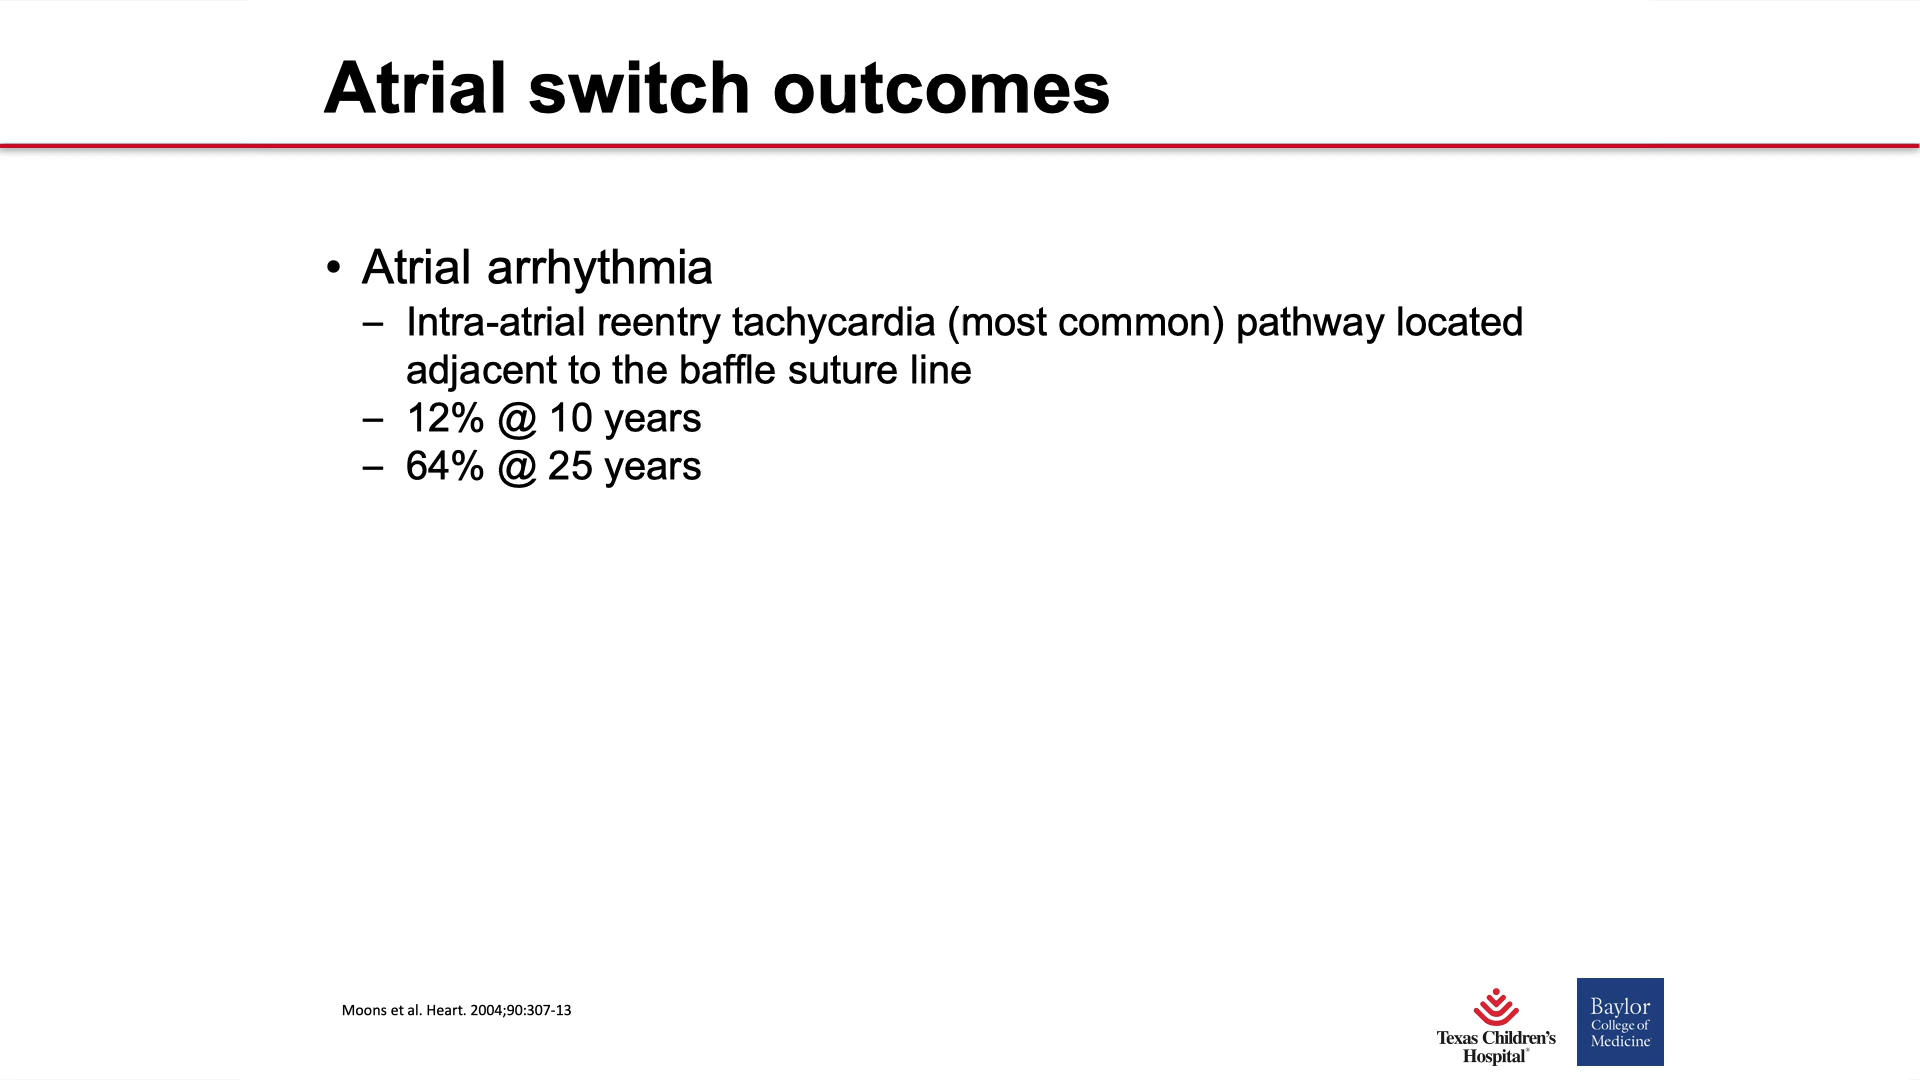 Atrial switch outcomes
• Atrial arrhythmia
– Intra-atrial reentry tachycardia (most common) pathway located
adjacent to the baffle suture line
– 12% @ 10 years
– 64% @ 25 years
Moons et al. Heart. 2004;90:307-13
Texas Children's
Hospital®
Baylor
College of
Medicine